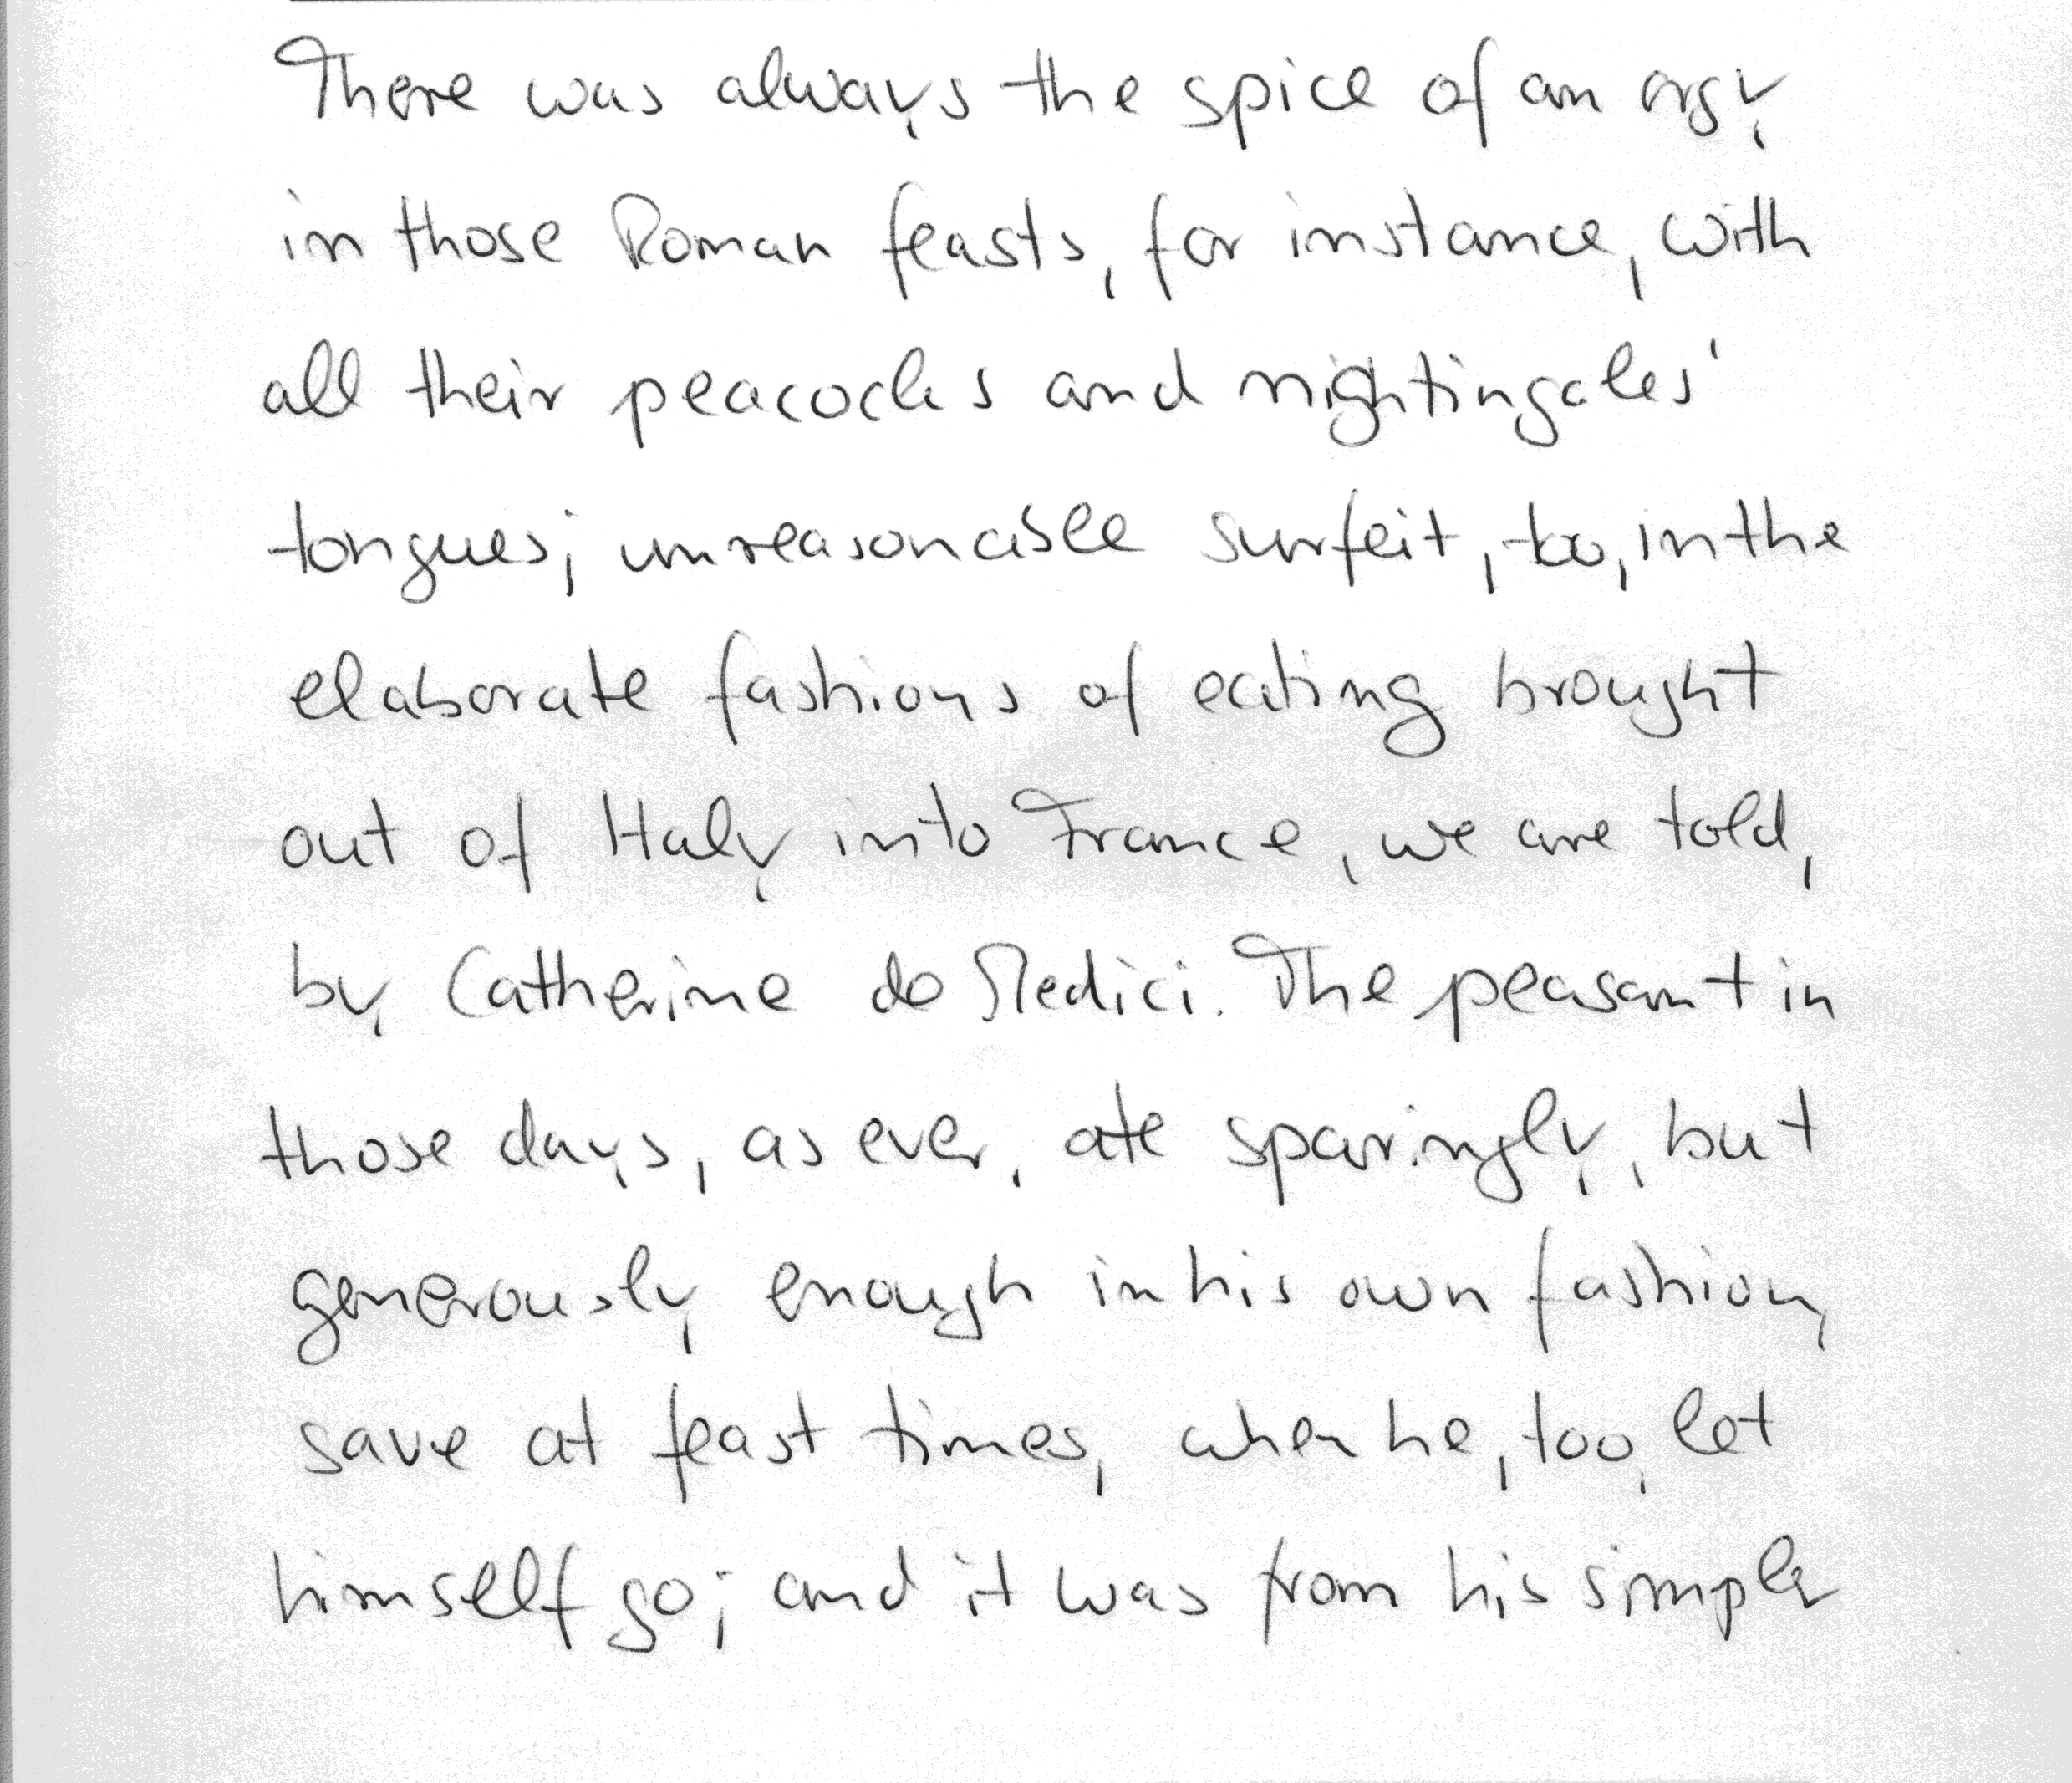 There was always the spice of an orgy
in those Roman feasts, for instance, with
all their peacocks and nightingales'
tongues; unreasonable surfeit, too, in the
elaborate fashions of eating brought
out of Italy into France, we are told,
by Catherine de Medici. The peasant in
those days, as ever, ate sparingly, but
generously enough in his own fashion,
save at feast times, when he, too, let
himself go; and it was from his simple